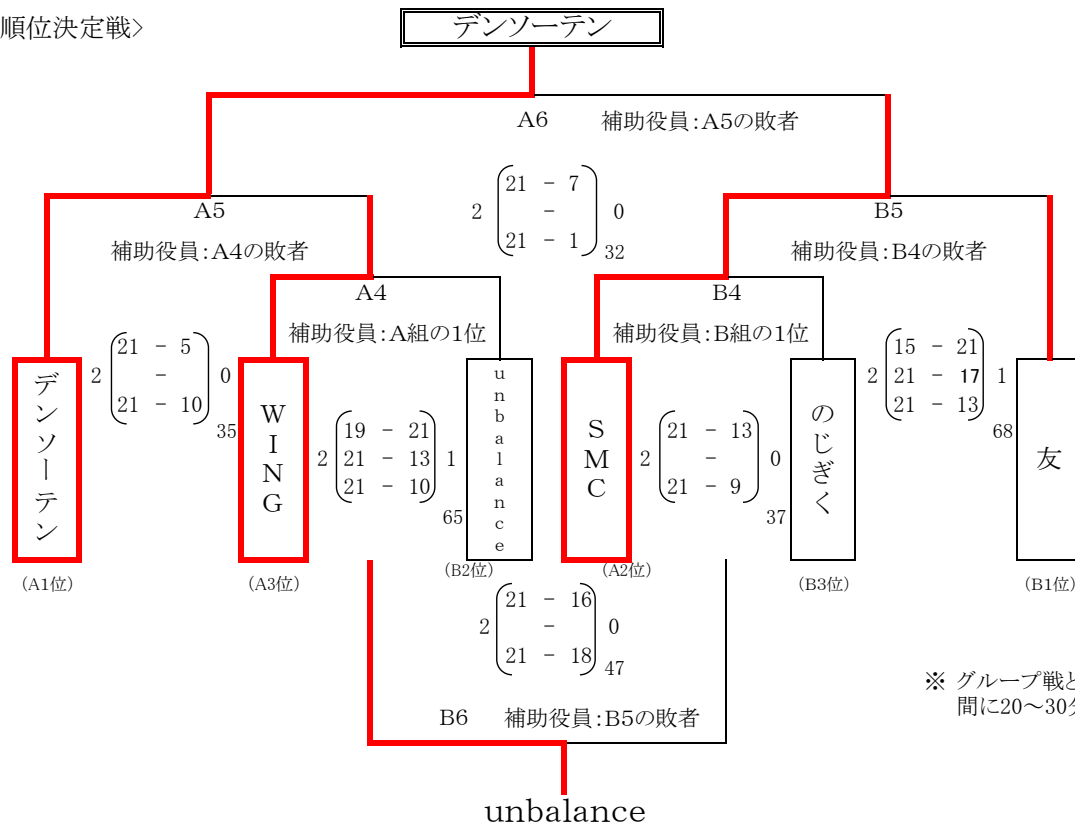 順位決定戦>
デンソーテン
A6 補助役員:A5の敗者
21 - 7
2 - 0
21 - 1
32
A5
補助役員:A4の敗者
B5
補助役員:B4の敗者
A4
補助役員:A組の1位
B4
補助役員:B組の1位
21 - 5
2 - 0
21 - 10
35
19 - 21
2 21 - 13 1
21 - 10
65
21 - 13
2 - 0
21 - 9
37
15 - 21
2 21 - 17 1
21 - 13
68
デンソーテン
WING
unbalance
SMC
のじぎく
友
(A1位)
(A3位)
(B2位)
(A2位)
(B3位)
(B1位)
21 - 16
2 - 0
21 - 18
47
※ グループ戦と
間に20～30分
B6 補助役員:B5の敗者
unbalance